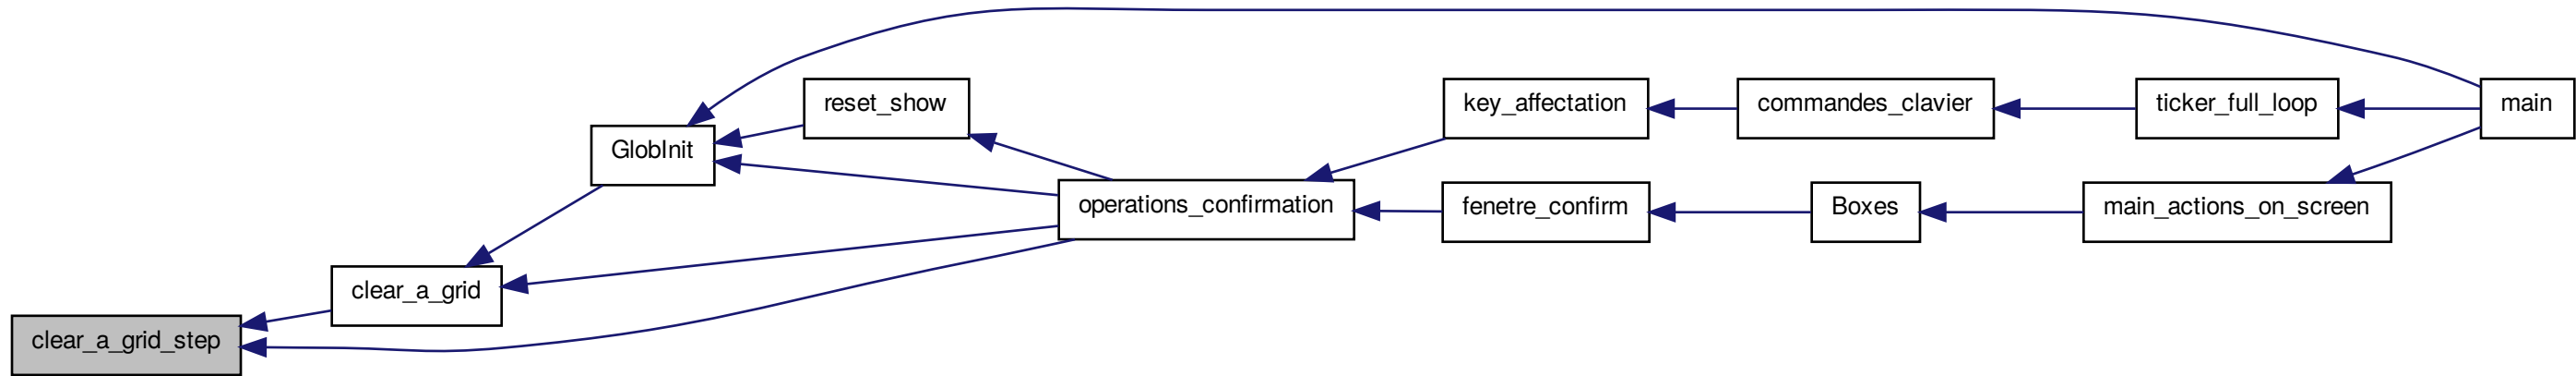 reset_show
key_affectation
commandes_clavier
ticker_full_loop
main
GlobInit
operations_confirmation
fenetre_confirm
Boxes
main_actions_on_screen
clear_a_grid
clear_a_grid_step